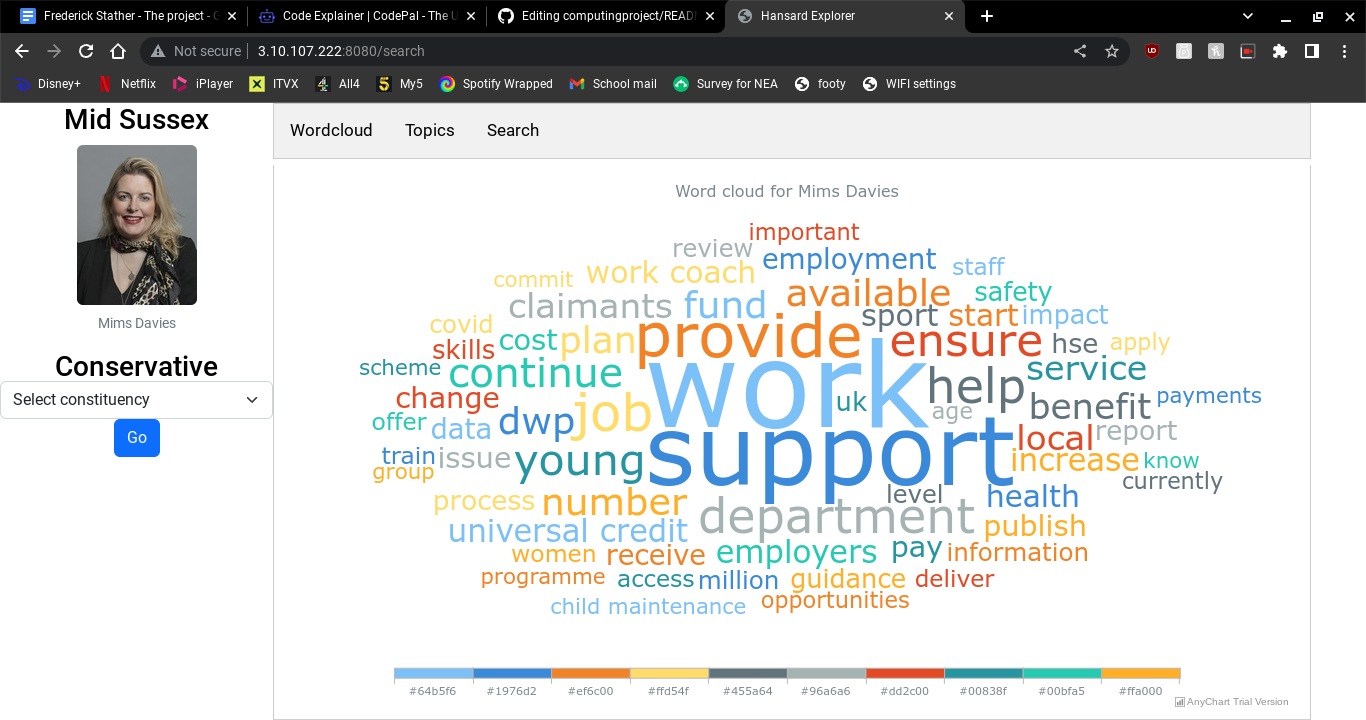 Frederick Stather - The project - G
Code Explainer | CodePal - The U
Editing computingproject/READ
Hansard Explorer
Not secure 3.10.107.222:8080/search
Disney+ Netflix iPlayer ITVX All4 My5 Spotify Wrapped School mail Survey for NEA footy WIFI settings
Mid Sussex
Mims Davies
Conservative
Select constituency
Go
Wordcloud Topics Search
Word cloud for Mims Davies
important
review
employment
staff
commit
work coach
available
safety
claimants
fund
sport
start
impact
covid
cost
plan
provide
ensure
hse
apply
skills
scheme
continue
work
help
service
change
uk
age
benefit
payments
offer
data
dwp
job
support
local
report
train
issue
young
increase
know
group
currently
process
number
level
health
department
universal credit
publish
women
receive
employers
pay
information
programme
access
million
guidance
deliver
child maintenance
opportunities
#64b5f6 #1976d2 #ef6c00 #ffd54f #455a64 #96a6a6 #dd2c00 #00838f #00bfa5 #ffa000
AnyChart Trial Version